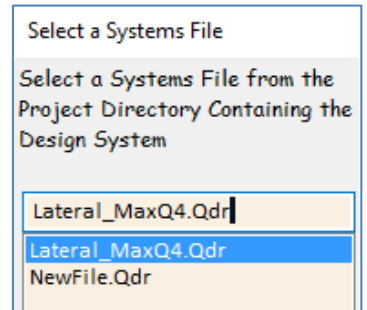 Select a Systems File
Select a Systems File from the
Project Directory Containing the
Design System
Lateral_MaxQ4.Qdr
Lateral_MaxQ4.Qdr
NewFile.Qdr